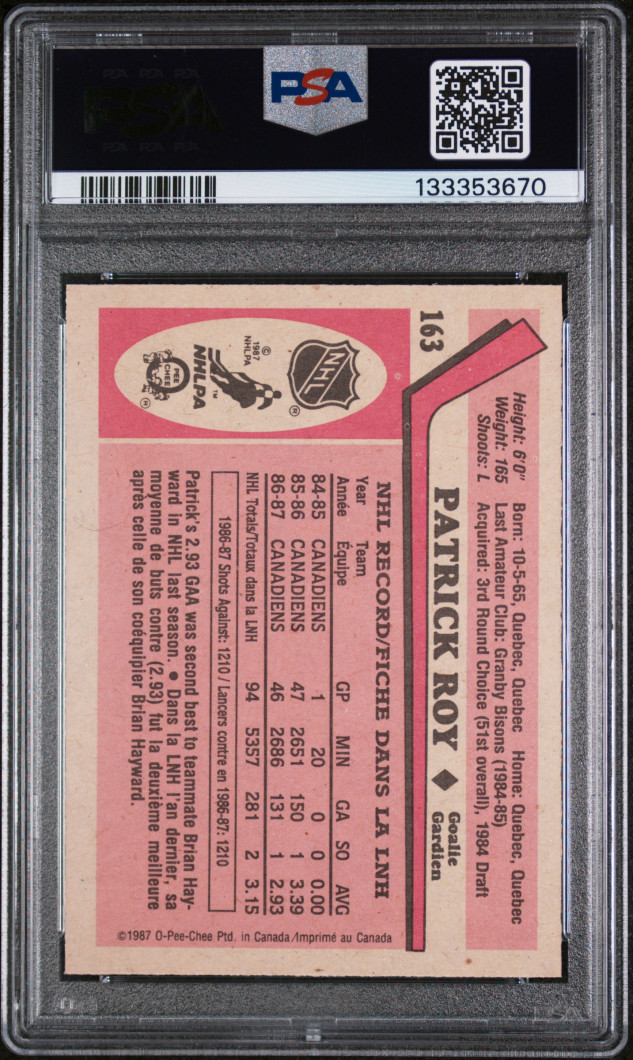 PSA
133353670
163
Height: 6'0" Born: 10-5-65, Quebec, Quebec Home: Quebec, Quebec
Weight: 165 Last Amateur Club: Granby Bisons (1984-85)
Shoots: L Acquired: 3rd Round Choice (51st overall), 1984 Draft
PATRICK ROY ♦ Goalie
Gardien
NHL
®
© 1987 NHLPA
NHLPA™
O PEE CHEE
®
NHL RECORD/FICHE DANS LA LNH
Year Team
Année Équipe GP MIN GA SO AVG
84-85 CANADIENS 1 20 0 0 0.00
85-86 CANADIENS 47 2651 150 1 3.39
86-87 CANADIENS 46 2686 131 1 2.93
NHL Totals/Totaux dans la LNH 94 5357 281 2 3.15
1986-87 Shots Against: 1210 / Lancers contre en 1986-87: 1210
Patrick's 2.93 GAA was second best to teammate Brian Hay-
ward in NHL last season. ● Dans la LNH l'an dernier, sa
moyenne de buts contre (2.93) fut la deuxième meilleure
après celle de son coéquipier Brian Hayward.
©1987 O-Pee-Chee Ptd. in Canada/Imprimé au Canada
PSA